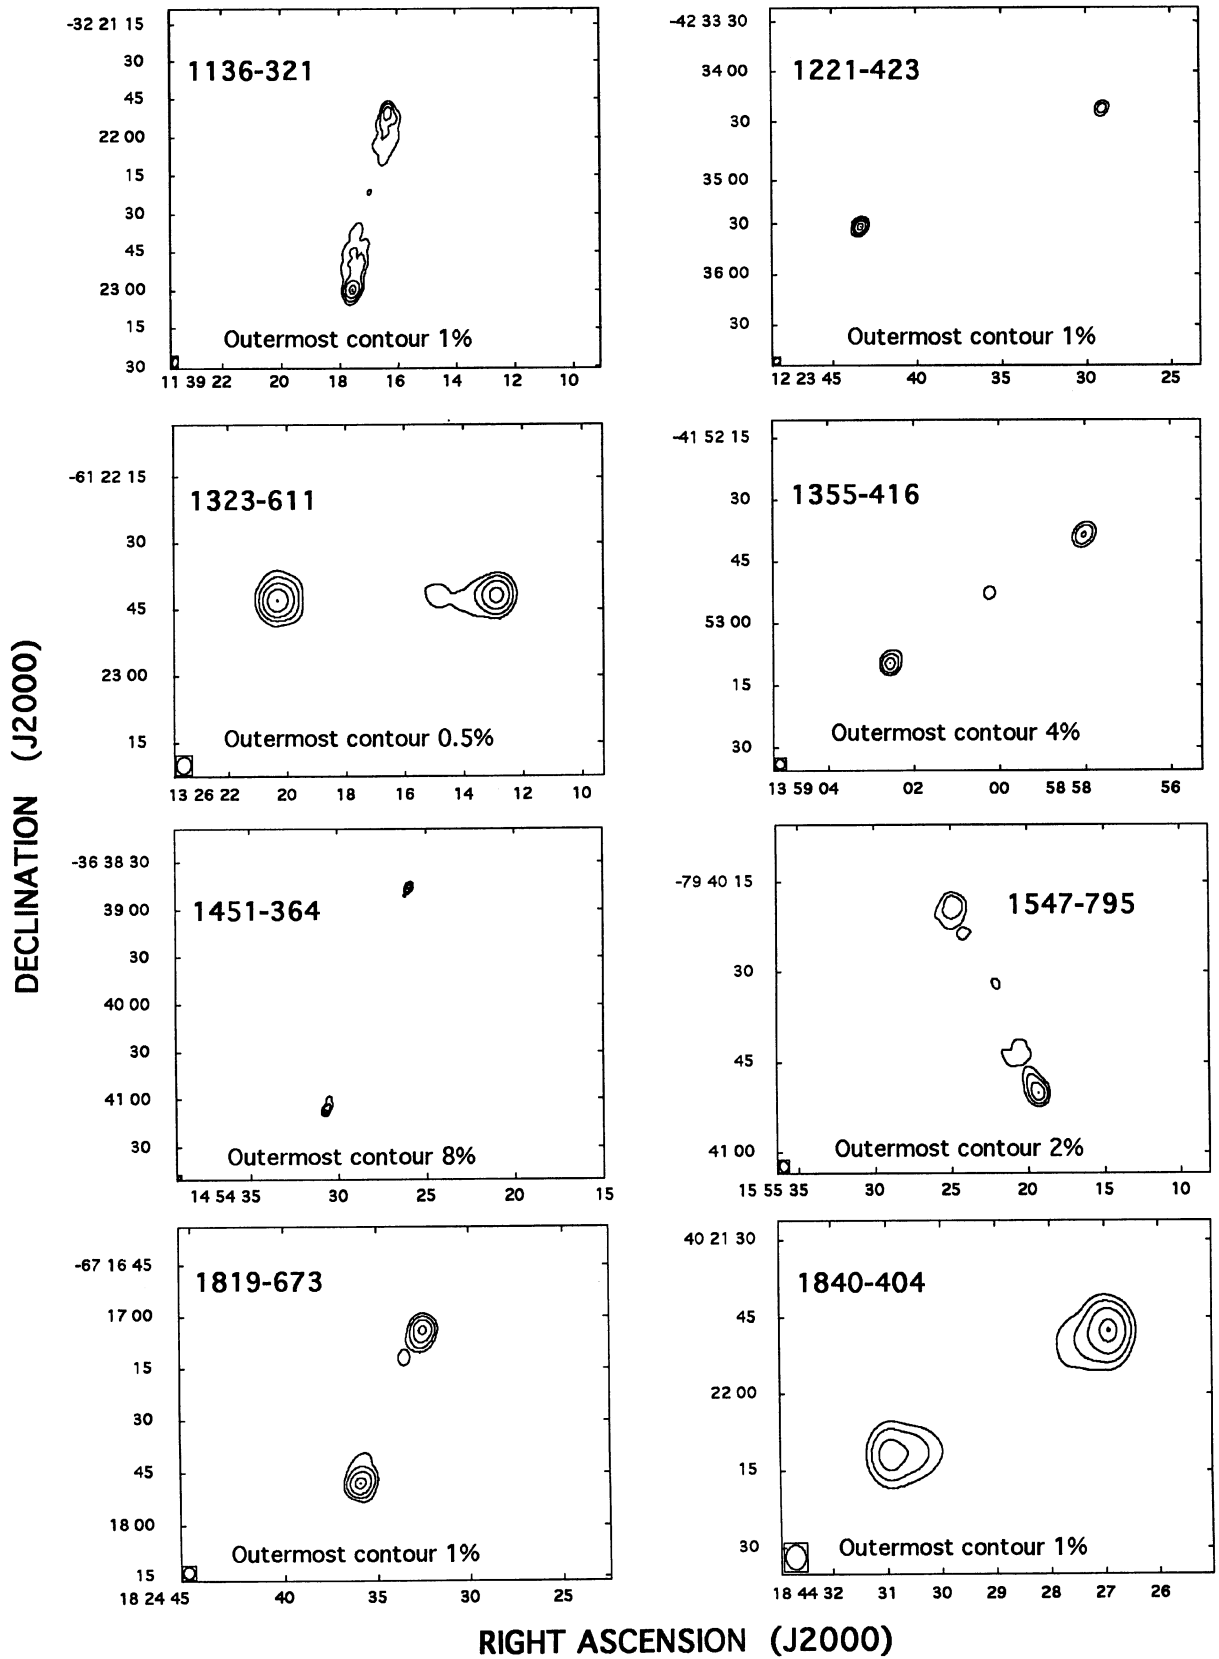 DECLINATION (J2000)
-32 21 15
30
45
22 00
15
30
45
23 00
15
30
1136-321
Outermost contour 1%
11 39 22 20 18 16 14 12 10
-42 33 30
34 00
30
35 00
30
36 00
30
1221-423
Outermost contour 1%
12 23 45 40 35 30 25
-61 22 15
30
45
23 00
15
1323-611
Outermost contour 0.5%
13 26 22 20 18 16 14 12 10
-41 52 15
30
45
53 00
15
30
1355-416
Outermost contour 4%
13 59 04 02 00 58 58 56
-36 38 30
39 00
30
40 00
30
41 00
30
1451-364
Outermost contour 8%
14 54 35 30 25 20 15
-79 40 15
30
45
41 00
1547-795
Outermost contour 2%
15 55 35 30 25 20 15 10
-67 16 45
17 00
15
30
45
18 00
15
1819-673
Outermost contour 1%
18 24 45 40 35 30 25
40 21 30
45
22 00
15
30
1840-404
Outermost contour 1%
18 44 32 31 30 29 28 27 26
RIGHT ASCENSION (J2000)